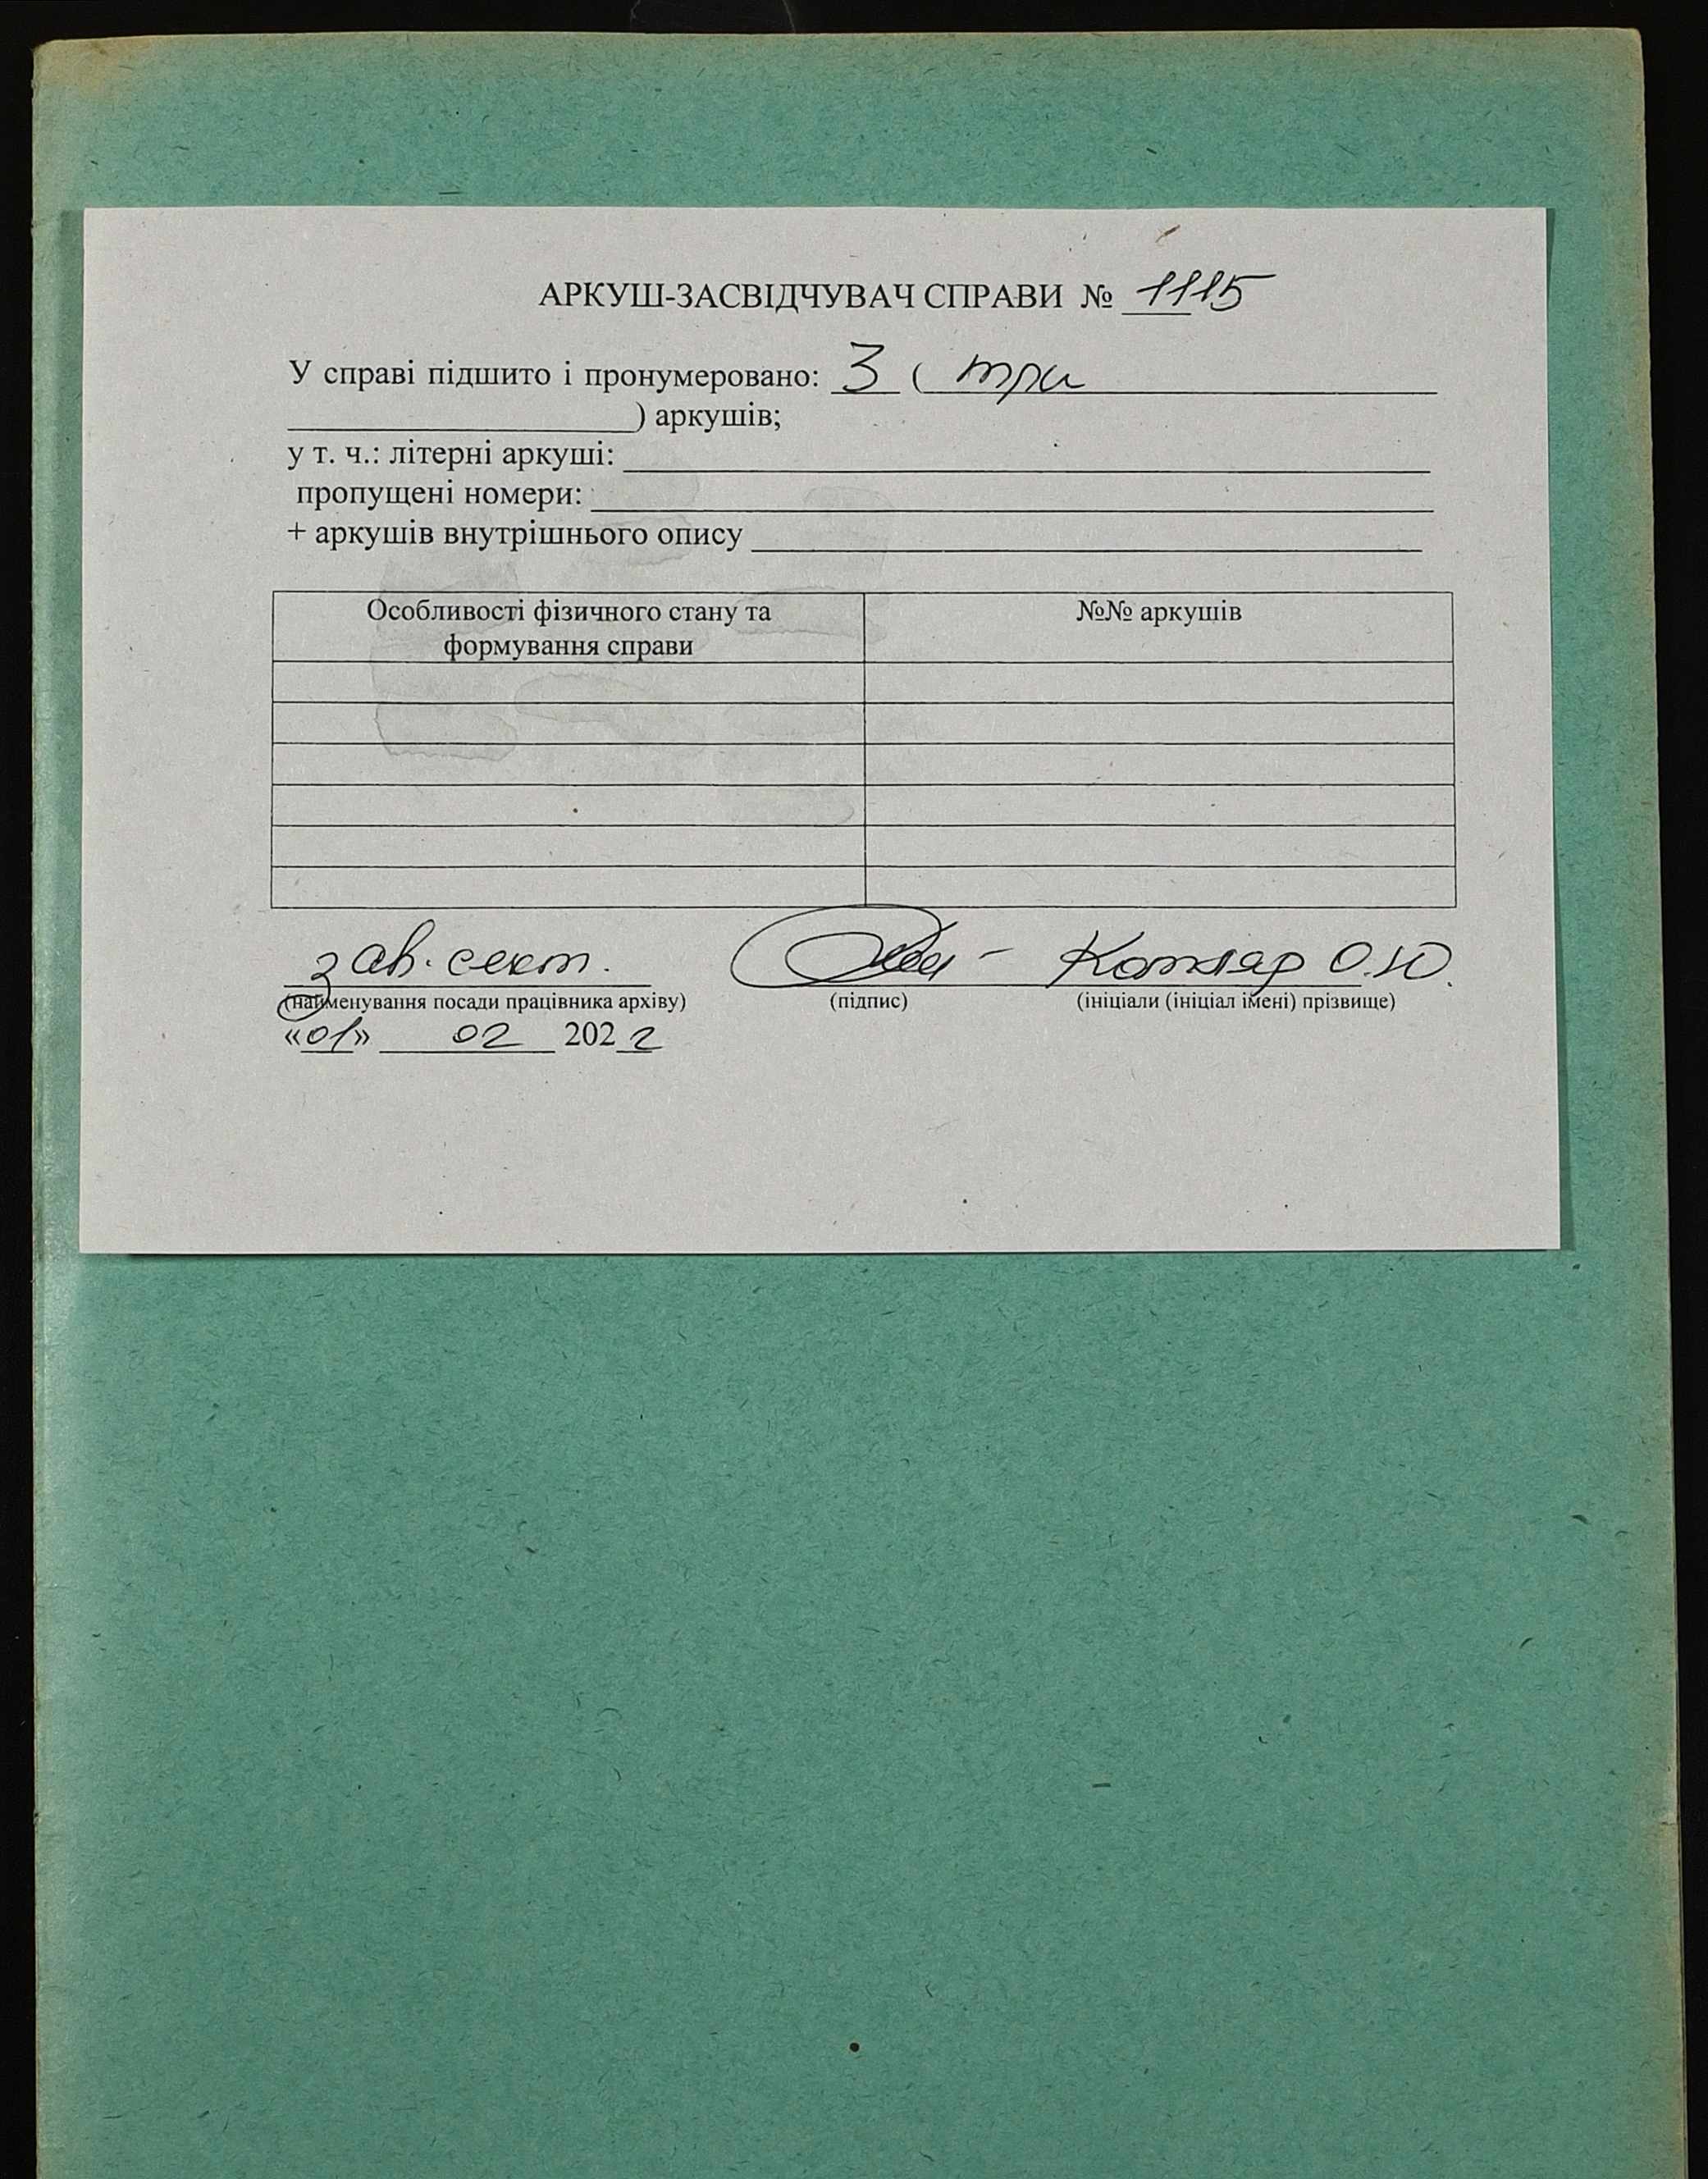 АРКУШ-ЗАСВІДЧУВАЧ СПРАВИ № 1115
У справі підшито і пронумеровано: 3 ( три
) аркушів;
у т. ч.: літерні аркуші:
пропущені номери:
+ аркушів внутрішнього опису
Особливості фізичного стану та формування справи №№ аркушів
зав. сект. Котляр О.Ю.
(найменування посади працівника архіву) (підпис) (ініціали (ініціал імені) прізвище)
«01» 02 2022